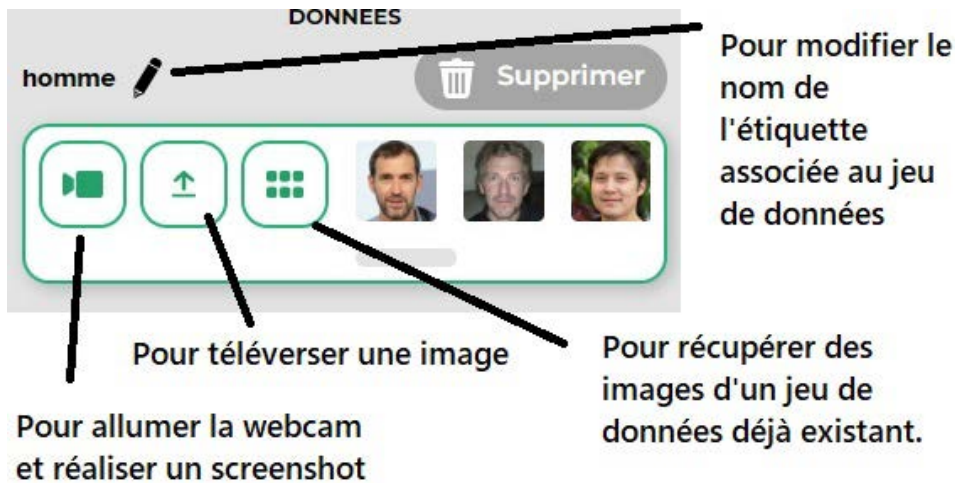 DONNEES
homme
Supprimer
Pour modifier le
nom de
l'étiquette
associée au jeu
de données
Pour téléverser une image
Pour récupérer des
images d'un jeu de
données déjà existant.
Pour allumer la webcam
et réaliser un screenshot